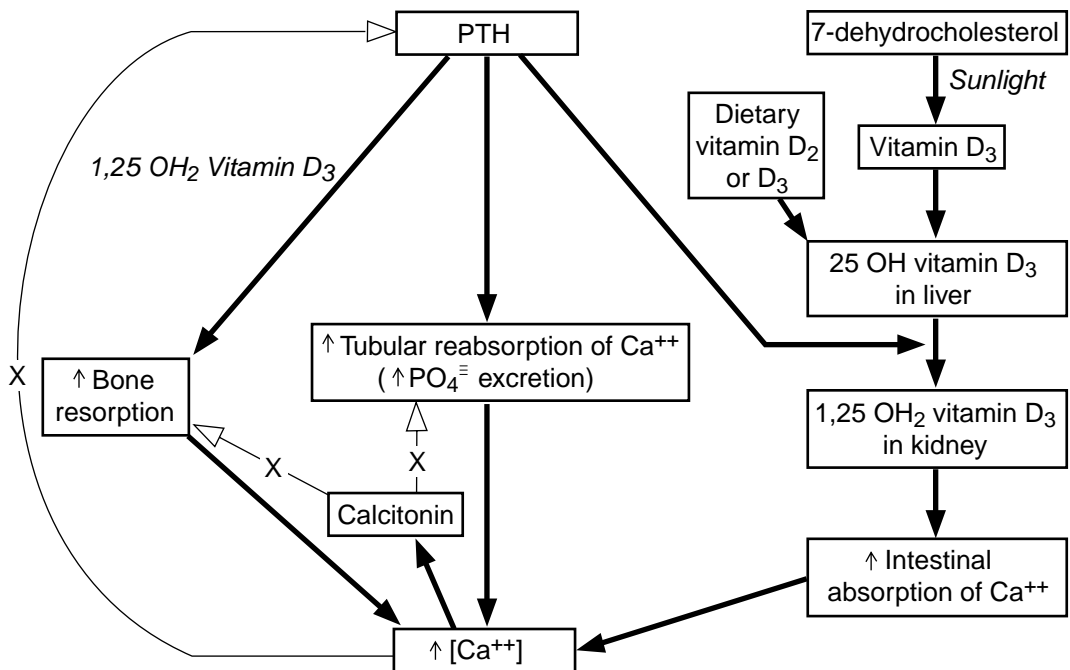 PTH
7-dehydrocholesterol
Sunlight
Dietary
vitamin D₂
or D₃
Vitamin D₃
1,25 OH₂ Vitamin D₃
25 OH vitamin D₃
in liver
↑ Tubular reabsorption of Ca⁺⁺
(↑PO₄≡ excretion)
X
↑ Bone
resorption
1,25 OH₂ vitamin D₃
in kidney
X
X
Calcitonin
↑ Intestinal
absorption of Ca⁺⁺
↑ [Ca⁺⁺]